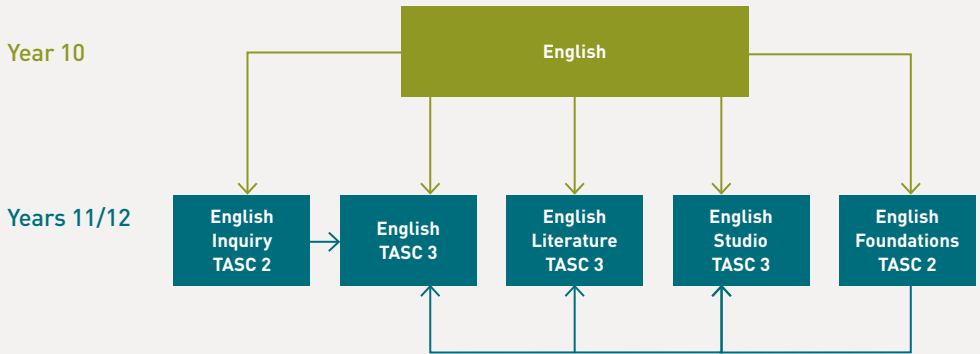 Year 10
English
Years 11/12
English
Inquiry
TASC 2
English
TASC 3
English
Literature
TASC 3
English
Studio
TASC 3
English
Foundations
TASC 2